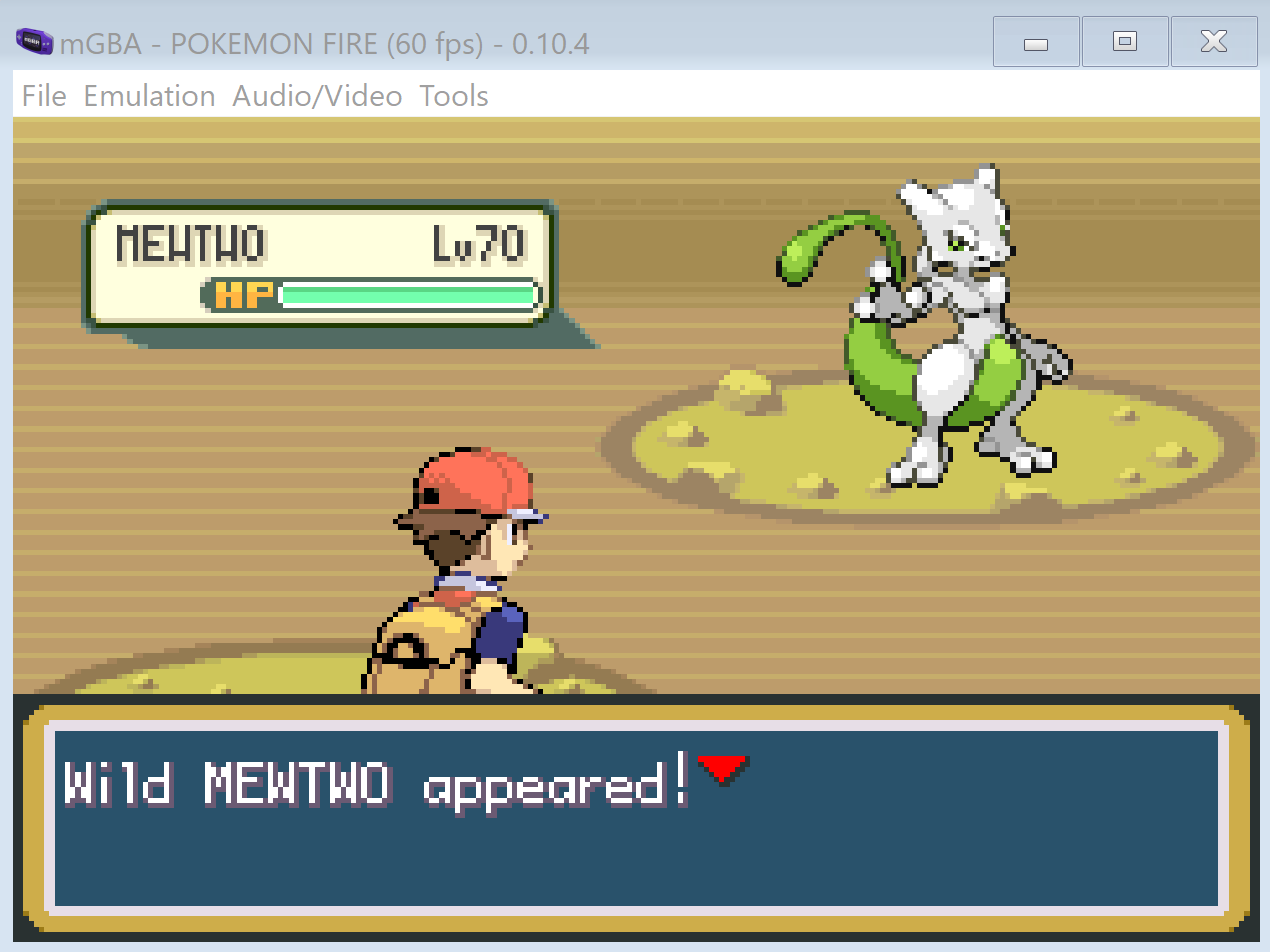 mGBA - POKEMON FIRE (60 fps) - 0.10.4
File Emulation Audio/Video Tools
MEWTWO Lv70
HP
Wild MEWTWO appeared!